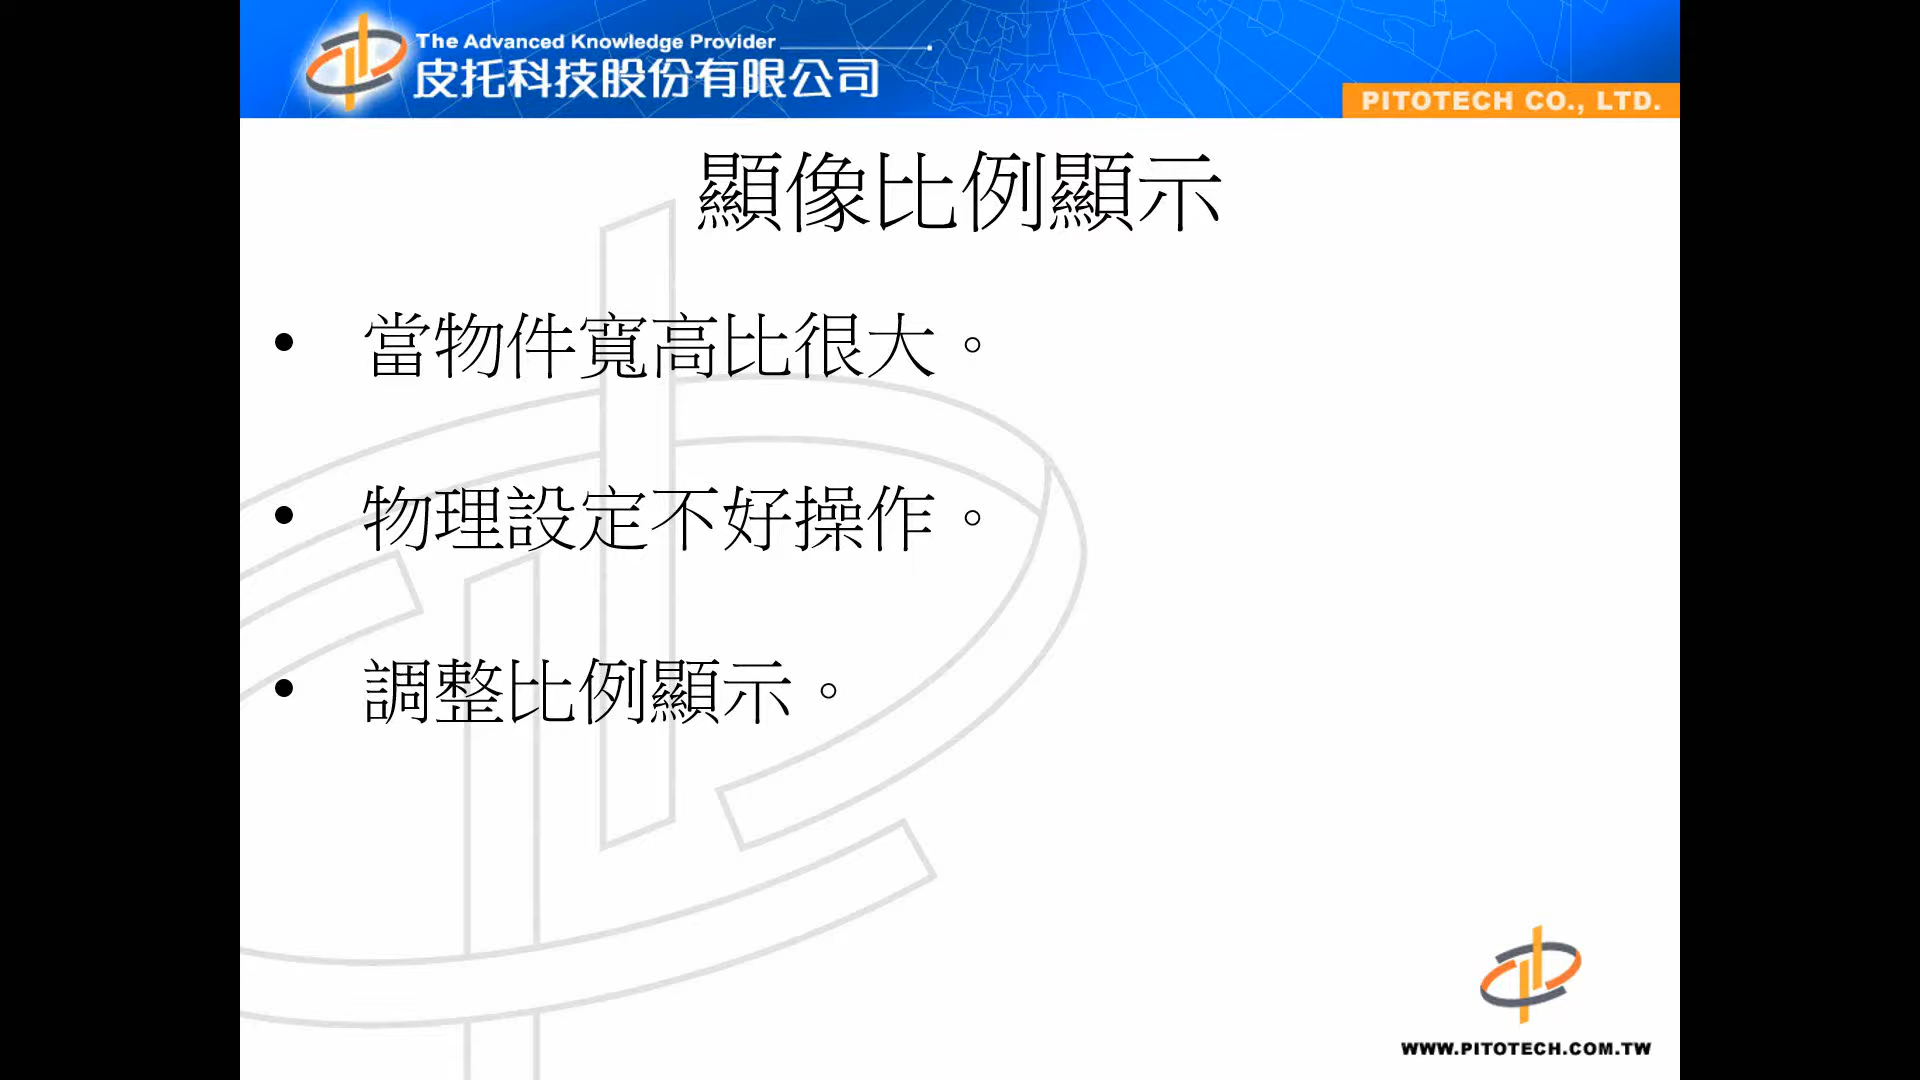 The Advanced Knowledge Provider
皮托科技股份有限公司
PITOTECH CO., LTD.
顯像比例顯示
• 當物件寬高比很大。
• 物理設定不好操作。
• 調整比例顯示。
WWW.PITOTECH.COM.TW